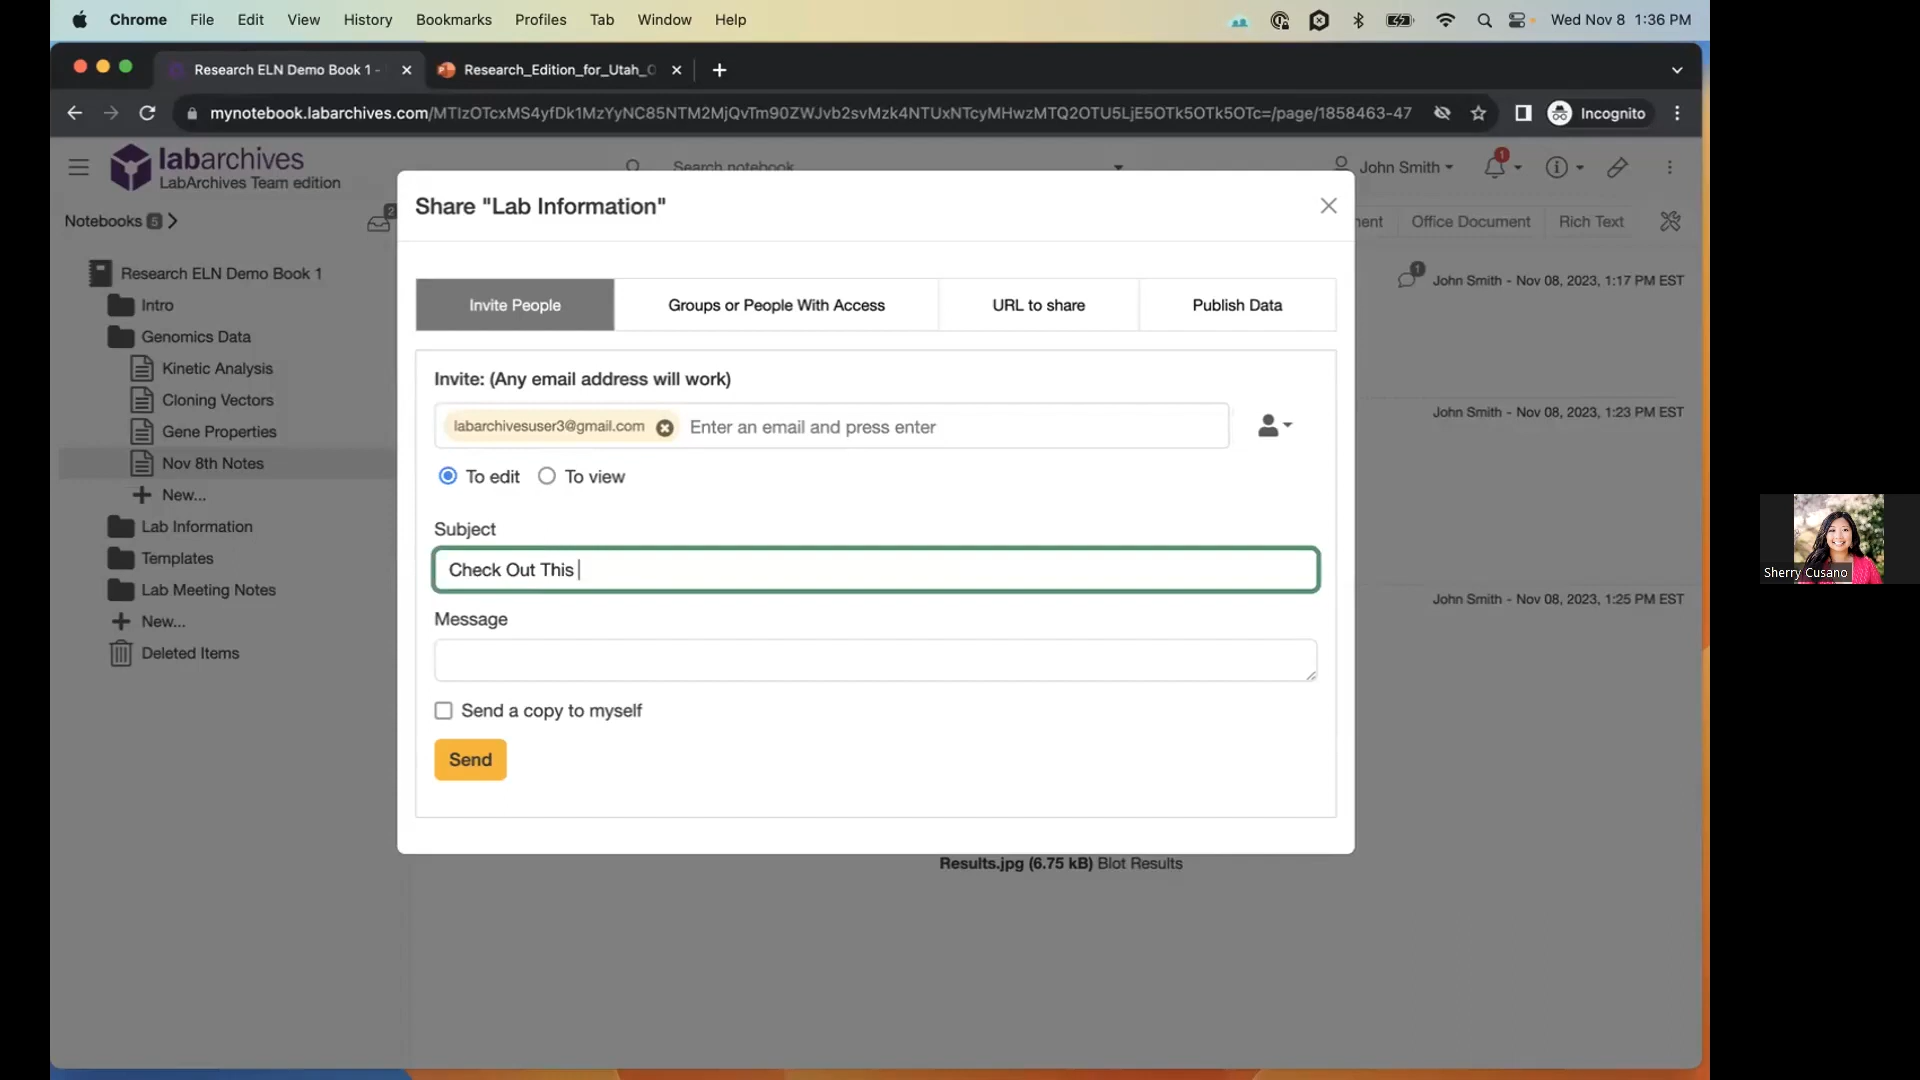 Chrome File Edit View History Bookmarks Profiles Tab Window Help Wed Nov 8 1:36 PM
Research ELN Demo Book 1 - Research_Edition_for_Utah_
mynotebook.labarchives.com/MTIzOTcxMS4yfDk1MzYyNC85NTM2MjQvTm90ZWJvb2svMzk4NTUxNTcyMHwzMTQ2OTU5LjE5OTk5OTk5OTc=/page/1858463-47 Incognito
labarchives
LabArchives Team edition
Search notebook
John Smith
1
Notebooks 5
2
Office Document Rich Text
Research ELN Demo Book 1
Intro
Genomics Data
Kinetic Analysis
Cloning Vectors
Gene Properties
Nov 8th Notes
New...
Lab Information
Templates
Lab Meeting Notes
New...
Deleted Items
Share "Lab Information"
Invite People Groups or People With Access URL to share Publish Data
Invite: (Any email address will work)
labarchivesuser3@gmail.com Enter an email and press enter
To edit To view
Subject
Check Out This
Message
Send a copy to myself
Send
1 John Smith - Nov 08, 2023, 1:17 PM EST
John Smith - Nov 08, 2023, 1:23 PM EST
John Smith - Nov 08, 2023, 1:25 PM EST
Results.jpg (6.75 kB) Blot Results
Sherry Cusano